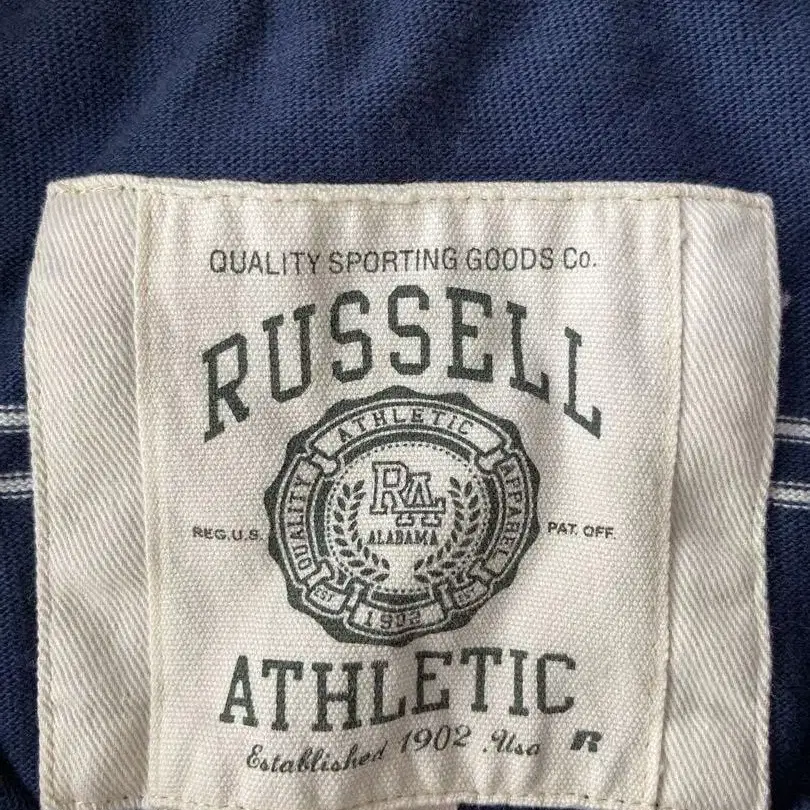 QUALITY SPORTING GOODS Co.
RUSSELL
ATHLETIC
QUALITY
APPAREL
RA
ALABAMA
REG.U.S.
PAT. OFF.
EST
1902
ATHLETIC
Established 1902 .Usa
R